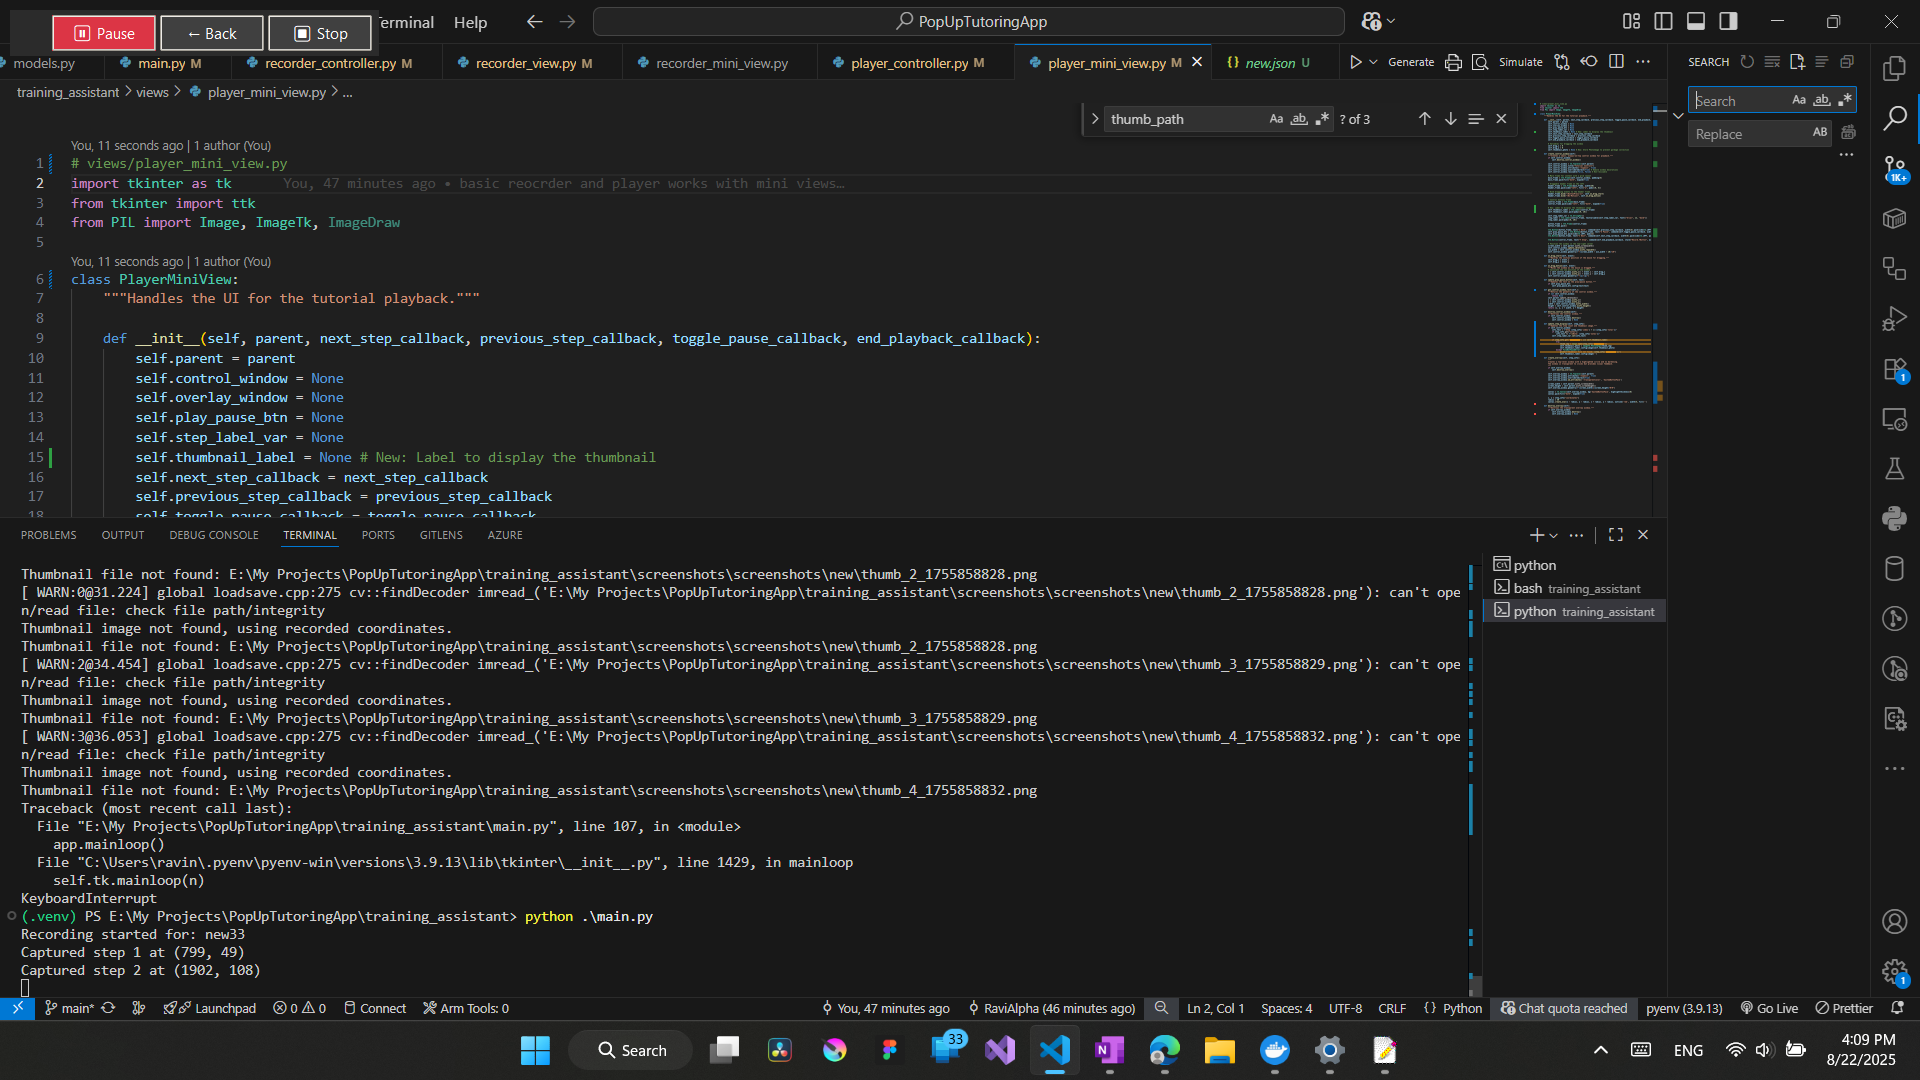 Pause
← Back
Stop
Terminal
Help
PopUpTutoringApp
models.py
main.py M
recorder_controller.py M
recorder_view.py M
recorder_mini_view.py
player_controller.py M
player_mini_view.py M
{} new.json U
Generate
Simulate
SEARCH
training_assistant > views > player_mini_view.py > ...
thumb_path
Aa
ab
? of 3
Search
Aa
ab
Replace
AB
You, 11 seconds ago | 1 author (You)
1 # views/player_mini_view.py
2 import tkinter as tk You, 47 minutes ago • basic reocrder and player works with mini views…
3 from tkinter import ttk
4 from PIL import Image, ImageTk, ImageDraw
5
You, 11 seconds ago | 1 author (You)
6 class PlayerMiniView:
7 """Handles the UI for the tutorial playback."""
8
9 def __init__(self, parent, next_step_callback, previous_step_callback, toggle_pause_callback, end_playback_callback):
10 self.parent = parent
11 self.control_window = None
12 self.overlay_window = None
13 self.play_pause_btn = None
14 self.step_label_var = None
15 self.thumbnail_label = None # New: Label to display the thumbnail
16 self.next_step_callback = next_step_callback
17 self.previous_step_callback = previous_step_callback
18 self.toggle_pause_callback = toggle_pause_callback
PROBLEMS
OUTPUT
DEBUG CONSOLE
TERMINAL
PORTS
GITLENS
AZURE
Thumbnail file not found: E:\My Projects\PopUpTutoringApp\training_assistant\screenshots\screenshots\new\thumb_2_1755858828.png
[ WARN:0@31.224] global loadsave.cpp:275 cv::findDecoder imread_('E:\My Projects\PopUpTutoringApp\training_assistant\screenshots\screenshots\new\thumb_2_1755858828.png'): can't ope
n/read file: check file path/integrity
Thumbnail image not found, using recorded coordinates.
Thumbnail file not found: E:\My Projects\PopUpTutoringApp\training_assistant\screenshots\screenshots\new\thumb_2_1755858828.png
[ WARN:2@34.454] global loadsave.cpp:275 cv::findDecoder imread_('E:\My Projects\PopUpTutoringApp\training_assistant\screenshots\screenshots\new\thumb_3_1755858829.png'): can't ope
n/read file: check file path/integrity
Thumbnail image not found, using recorded coordinates.
Thumbnail file not found: E:\My Projects\PopUpTutoringApp\training_assistant\screenshots\screenshots\new\thumb_3_1755858829.png
[ WARN:3@36.053] global loadsave.cpp:275 cv::findDecoder imread_('E:\My Projects\PopUpTutoringApp\training_assistant\screenshots\screenshots\new\thumb_4_1755858832.png'): can't ope
n/read file: check file path/integrity
Thumbnail image not found, using recorded coordinates.
Thumbnail file not found: E:\My Projects\PopUpTutoringApp\training_assistant\screenshots\screenshots\new\thumb_4_1755858832.png
Traceback (most recent call last):
File "E:\My Projects\PopUpTutoringApp\training_assistant\main.py", line 107, in <module>
app.mainloop()
File "C:\Users\ravin\.pyenv\pyenv-win\versions\3.9.13\lib\tkinter\__init__.py", line 1429, in mainloop
self.tk.mainloop(n)
KeyboardInterrupt
(.venv) PS E:\My Projects\PopUpTutoringApp\training_assistant> python .\main.py
Recording started for: new33
Captured step 1 at (799, 49)
Captured step 2 at (1902, 108)
python
bash training_assistant
python training_assistant
1K+
1
1
main*
Launchpad
0 0
Connect
Arm Tools: 0
You, 47 minutes ago
RaviAlpha (46 minutes ago)
Ln 2, Col 1
Spaces: 4
UTF-8
CRLF
{} Python
Chat quota reached
pyenv (3.9.13)
Go Live
Prettier
Search
33
ENG
4:09 PM
8/22/2025